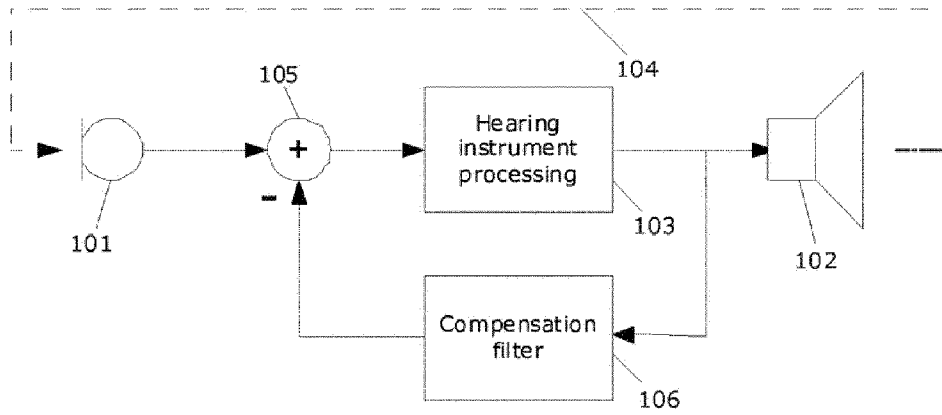 104
105
+
Hearing
instrument
processing
-
101
103
102
Compensation
filter
106